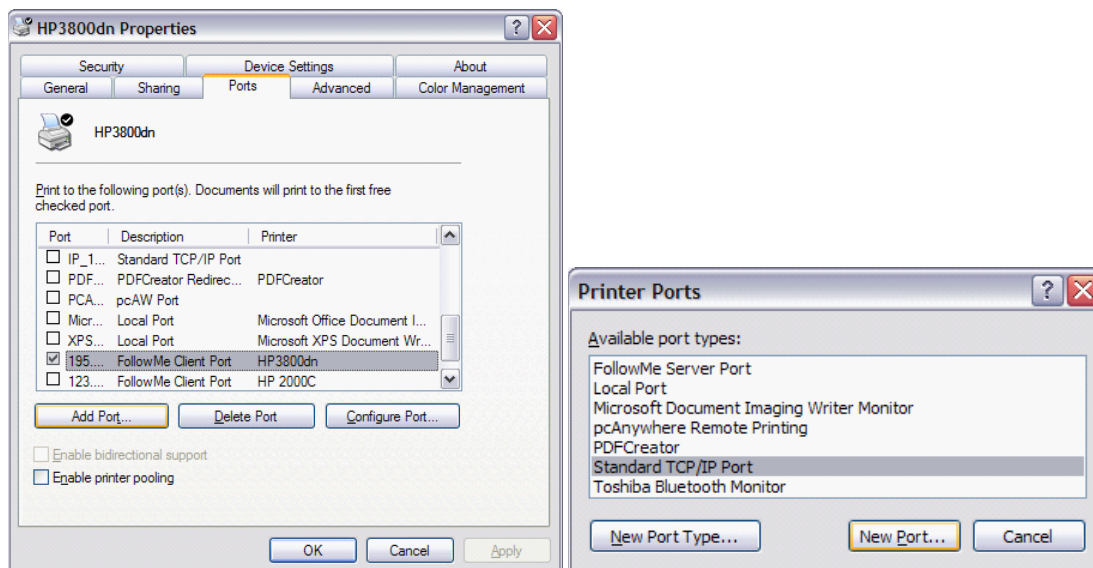 HP3800dn Properties
Security Device Settings About
General Sharing Ports Advanced Color Management
HP3800dn
Print to the following port(s). Documents will print to the first free
checked port.
Port Description Printer
IP_1... Standard TCP/IP Port
PDF... PDFCreator Redirec... PDFCreator
PCA... pcAW Port
Micr... Local Port Microsoft Office Document I...
XPS... Local Port Microsoft XPS Document Wr...
195.... FollowMe Client Port HP3800dn
123.... FollowMe Client Port HP 2000C
Add Port... Delete Port Configure Port...
Enable bidirectional support
Enable printer pooling
OK Cancel Apply
Printer Ports
Available port types:
FollowMe Server Port
Local Port
Microsoft Document Imaging Writer Monitor
pcAnywhere Remote Printing
PDFCreator
Standard TCP/IP Port
Toshiba Bluetooth Monitor
New Port Type... New Port... Cancel